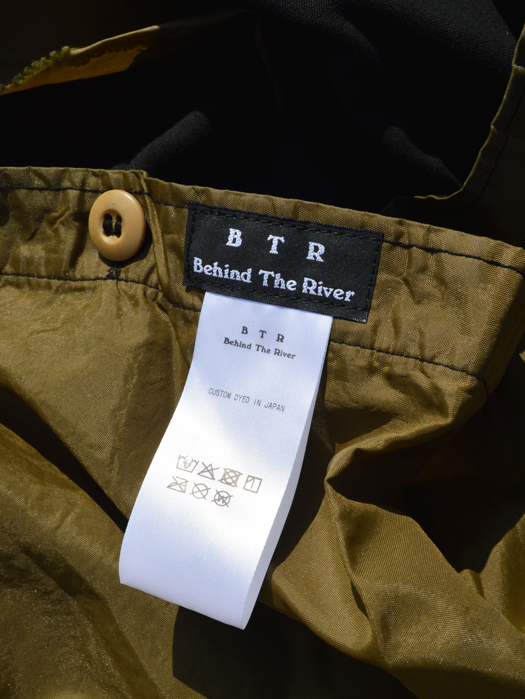 B T R
Behind The River
B T R
Behind The River
CUSTOM DYED IN JAPAN